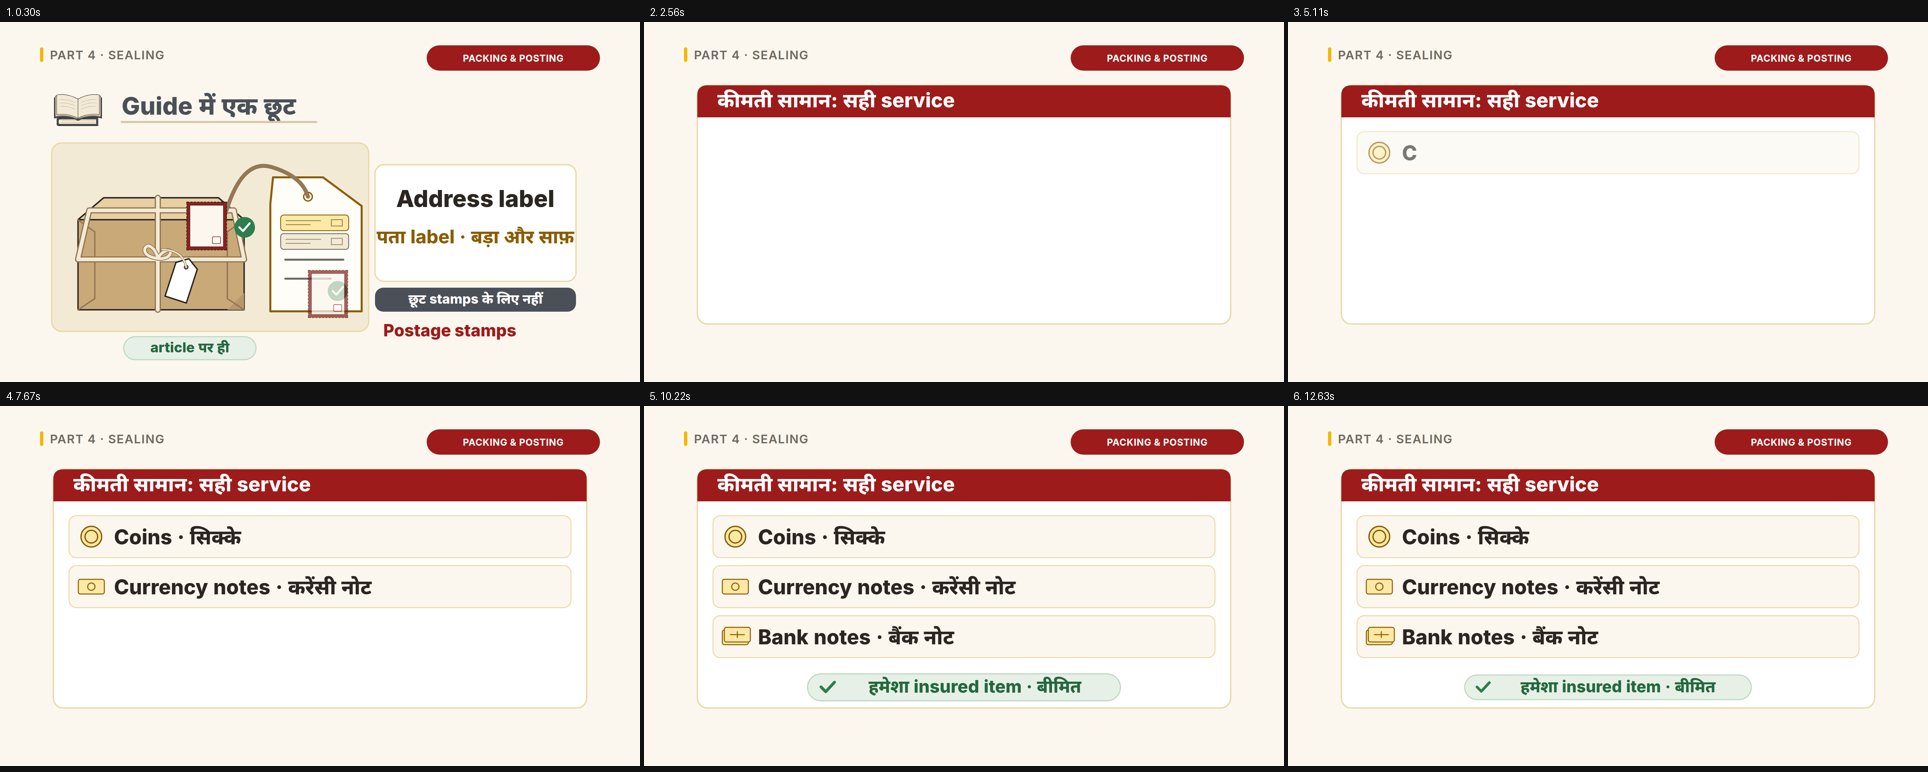 1. 0.30s
PART 4 · SEALING
PACKING & POSTING
Guide में एक छूट
Address label
पता label · बड़ा और साफ़
छूट stamps के लिए नहीं
Postage stamps
article पर ही
2. 2.56s
PART 4 · SEALING
PACKING & POSTING
कीमती सामान: सही service
3. 5.11s
PART 4 · SEALING
PACKING & POSTING
कीमती सामान: सही service
C
4. 7.67s
PART 4 · SEALING
PACKING & POSTING
कीमती सामान: सही service
Coins · सिक्के
Currency notes · करेंसी नोट
5. 10.22s
PART 4 · SEALING
PACKING & POSTING
कीमती सामान: सही service
Coins · सिक्के
Currency notes · करेंसी नोट
Bank notes · बैंक नोट
हमेशा insured item · बीमित
6. 12.63s
PART 4 · SEALING
PACKING & POSTING
कीमती सामान: सही service
Coins · सिक्के
Currency notes · करेंसी नोट
Bank notes · बैंक नोट
हमेशा insured item · बीमित